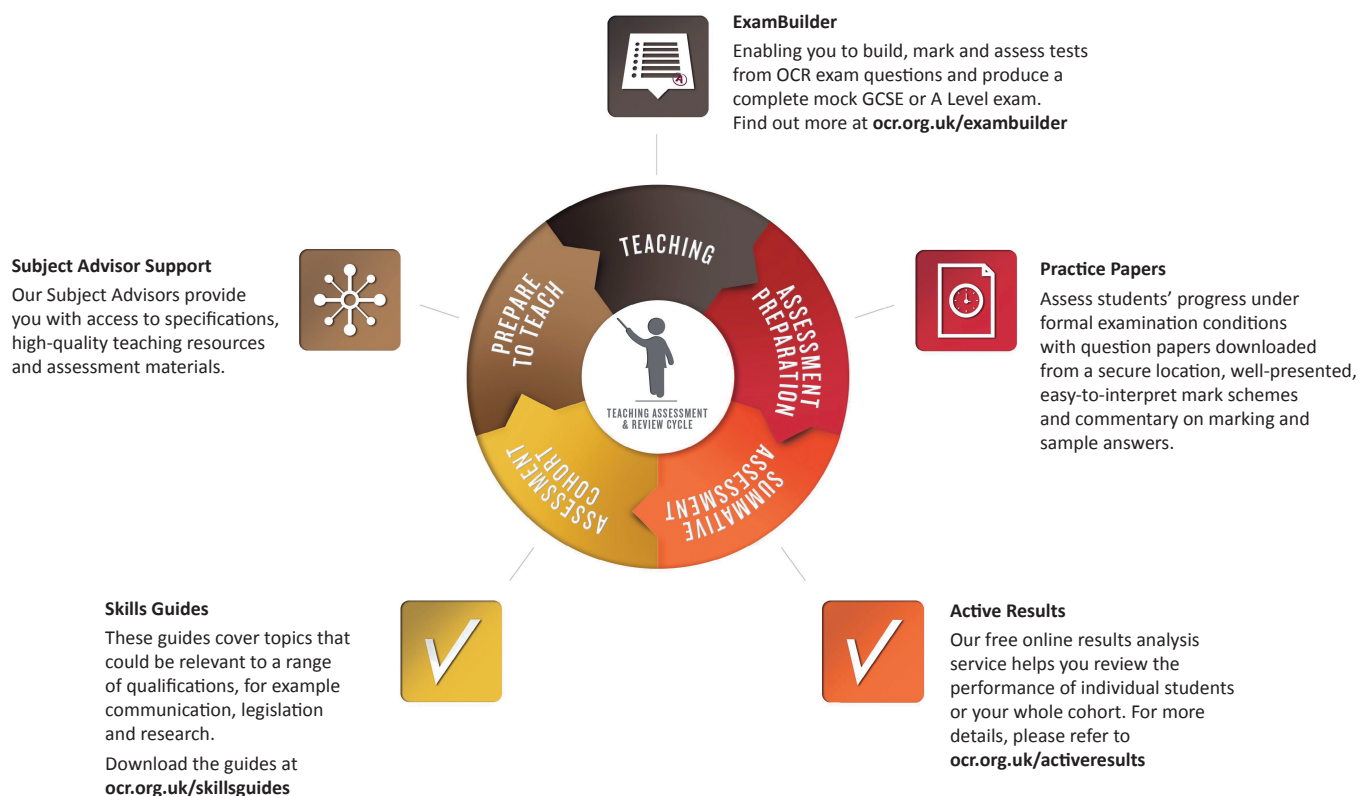 ExamBuilder
Enabling you to build, mark and assess tests
from OCR exam questions and produce a
complete mock GCSE or A Level exam.
Find out more at ocr.org.uk/exambuilder
Subject Advisor Support
Our Subject Advisors provide
you with access to specifications,
high-quality teaching resources
and assessment materials.
TEACHING
PREPARE
TO TEACH
ASSESSMENT
PREPARATION
TEACHING ASSESSMENT
& REVIEW CYCLE
ASSESSMENT
COHORT
SUMMATIVE
ASSESSMENT
Practice Papers
Assess students’ progress under
formal examination conditions
with question papers downloaded
from a secure location, well-presented,
easy-to-interpret mark schemes
and commentary on marking and
sample answers.
Skills Guides
These guides cover topics that
could be relevant to a range
of qualifications, for example
communication, legislation
and research.
Download the guides at
ocr.org.uk/skillsguides
Active Results
Our free online results analysis
service helps you review the
performance of individual students
or your whole cohort. For more
details, please refer to
ocr.org.uk/activeresults
A